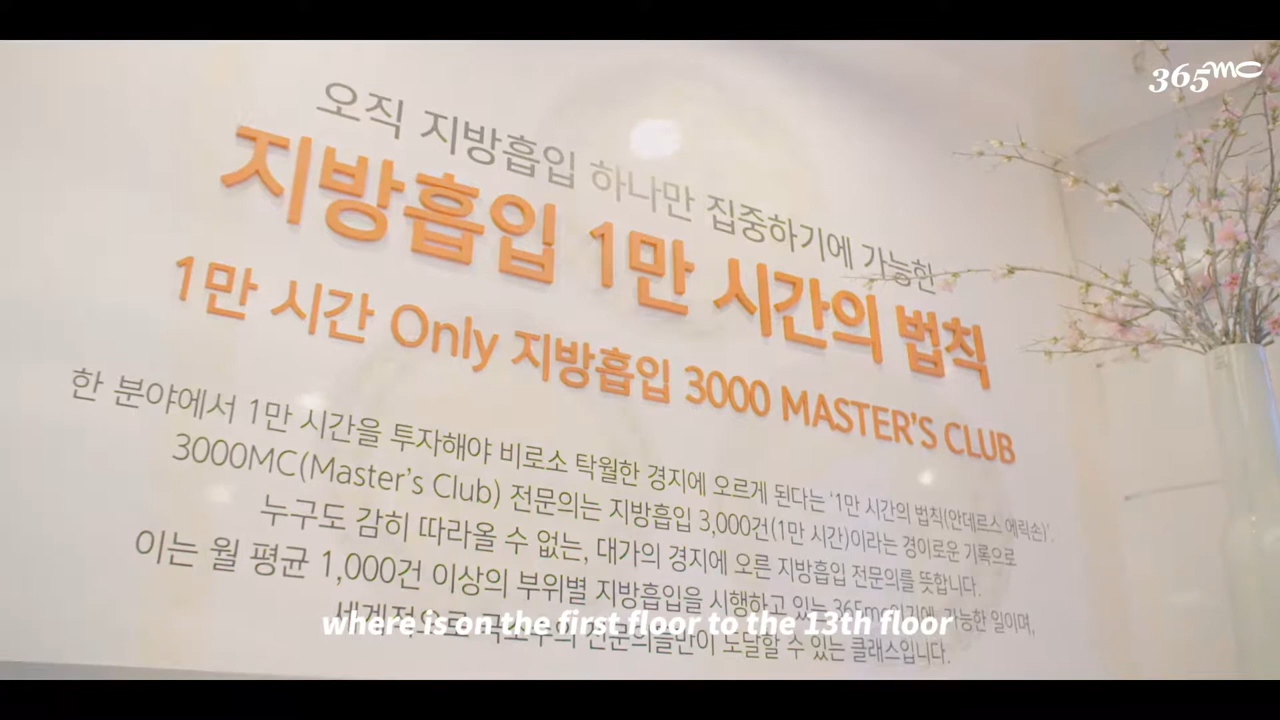 365mc
오직 지방흡입 하나만 집중하기에 가능한
지방흡입 1만 시간의 법칙
1만 시간 Only 지방흡입 3000 MASTER'S CLUB
한 분야에서 1만 시간을 투자해야 비로소 탁월한 경지에 오르게 된다는 '1만 시간의 법칙(안데르스 에릭손)'.
3000MC(Master's Club) 전문의는 지방흡입 3,000건(1만 시간)이라는 경이로운 기록으로
누구도 감히 따라올 수 없는, 대가의 경지에 오른 지방흡입 전문의를 뜻합니다.
이는 월 평균 1,000건 이상의 부위별 지방흡입을 시행하고 있는 365mc이기에 가능한 일이며,
세계적으로 전문의들만이 도달할 수 있는 클래스입니다.
where is on the first floor to the 13th floor